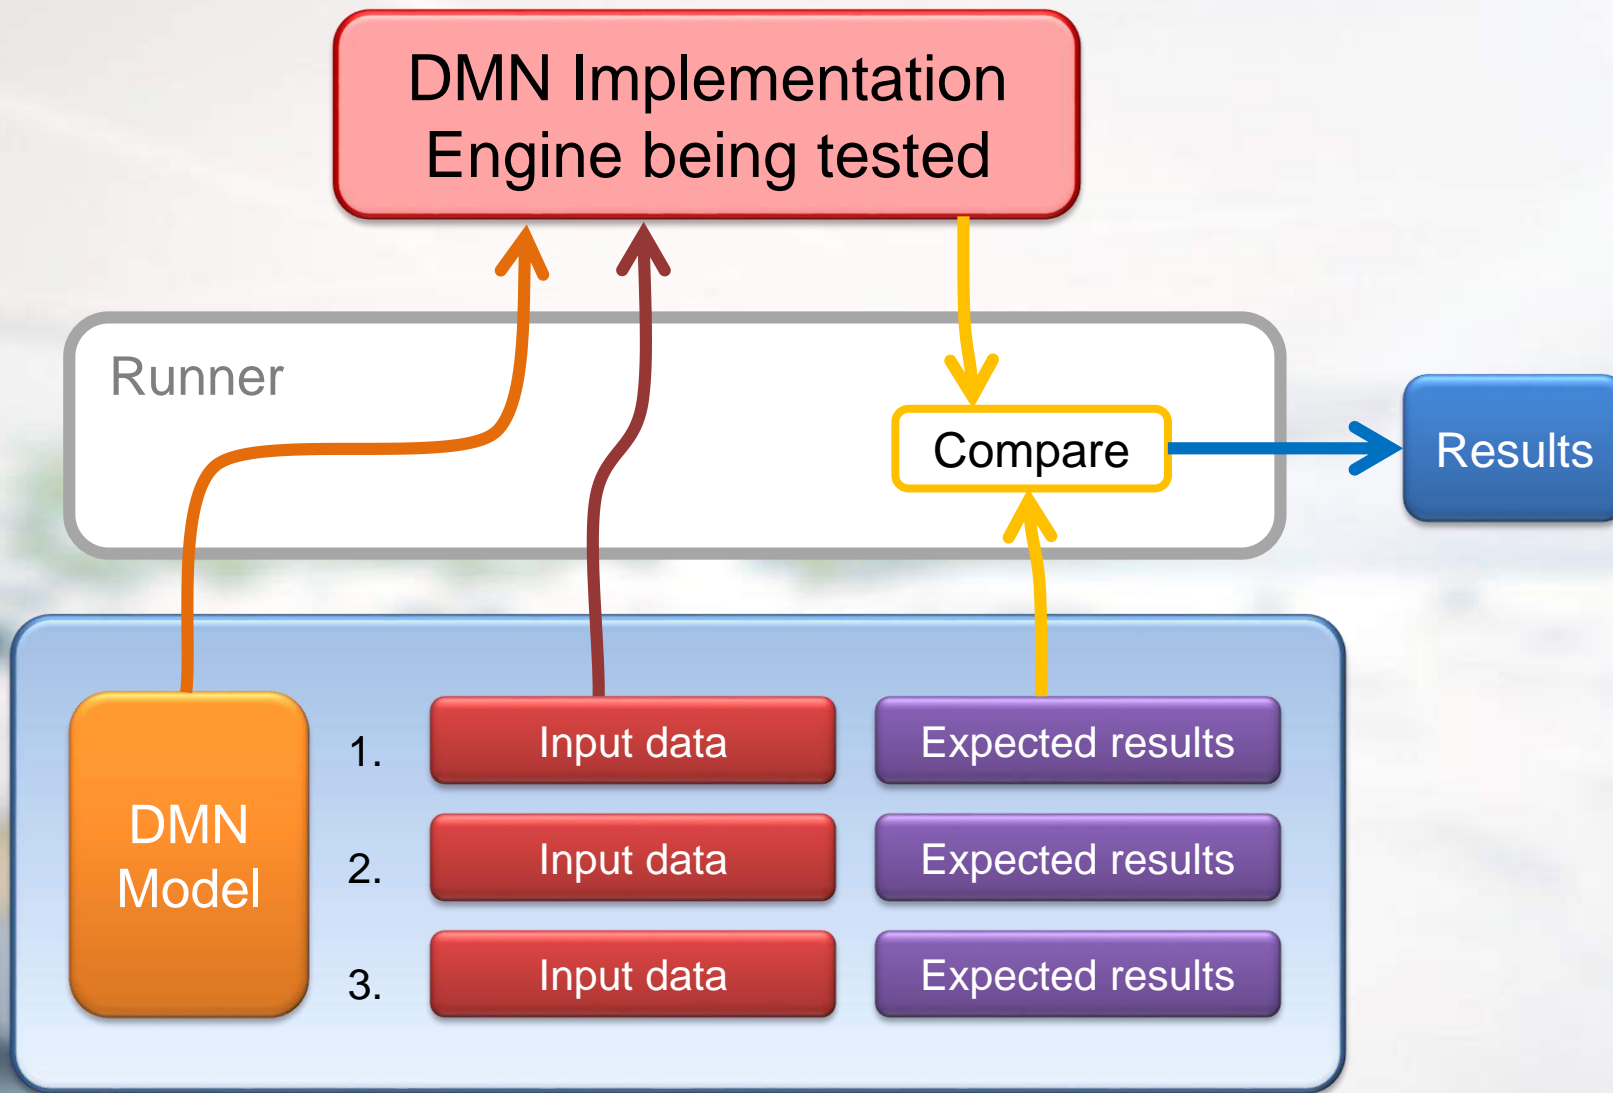 DMN Implementation
Engine being tested
Runner
Compare
Results
DMN
Model
1.
Input data
Expected results
2.
Input data
Expected results
3.
Input data
Expected results